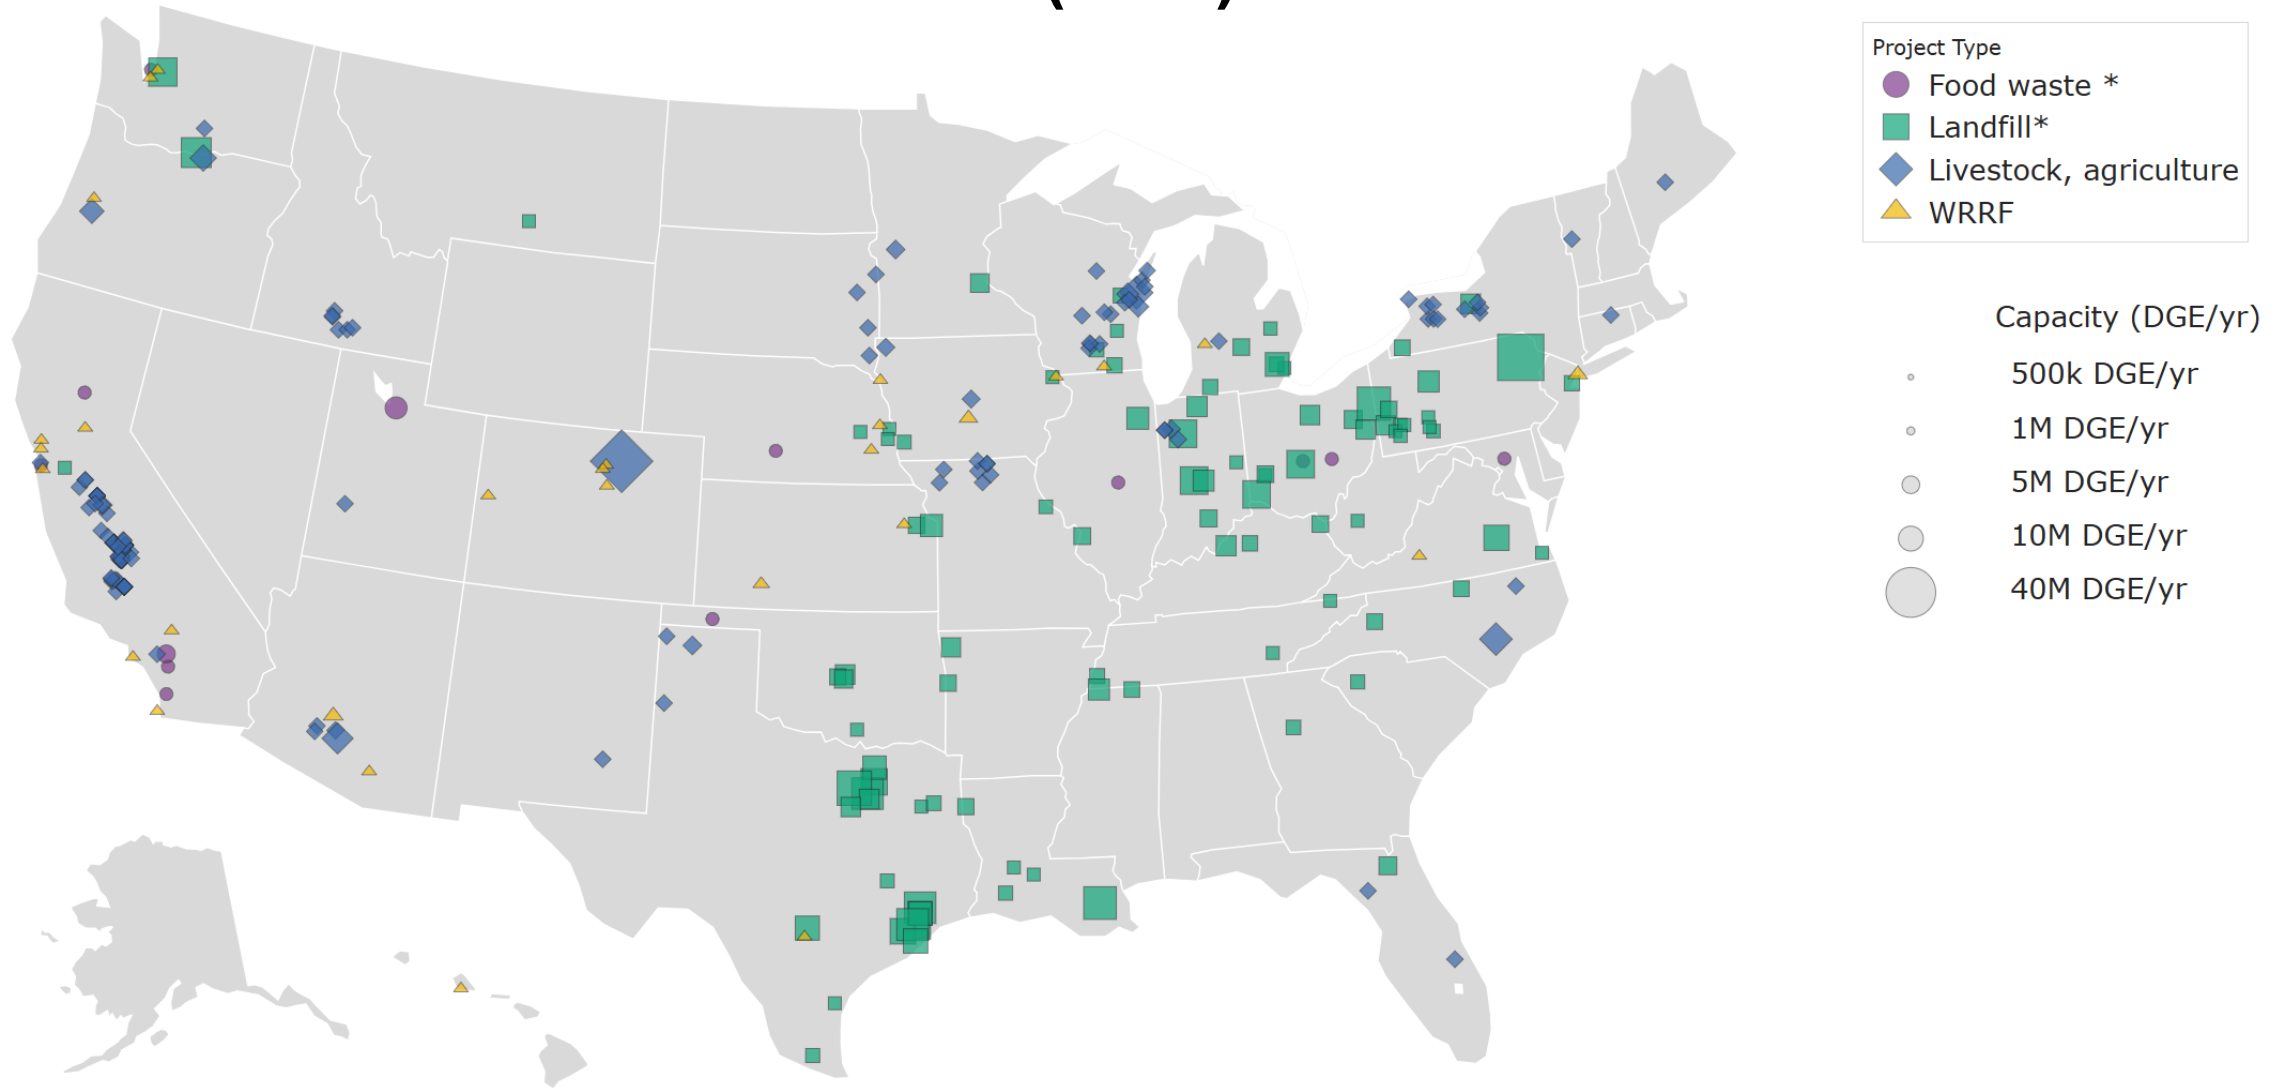 Project Type
Food waste *
Landfill*
Livestock, agriculture
WRRF
Capacity (DGE/yr)
500k DGE/yr
1M DGE/yr
5M DGE/yr
10M DGE/yr
40M DGE/yr